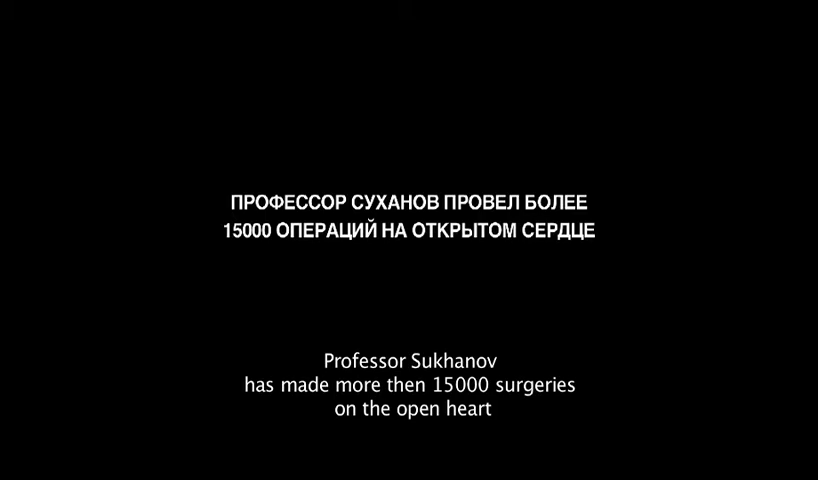 ПРОФЕССОР СУХАНОВ ПРОВЕЛ БОЛЕЕ
15000 ОПЕРАЦИЙ НА ОТКРЫТОМ СЕРДЦЕ
Professor Sukhanov
has made more then 15000 surgeries
on the open heart